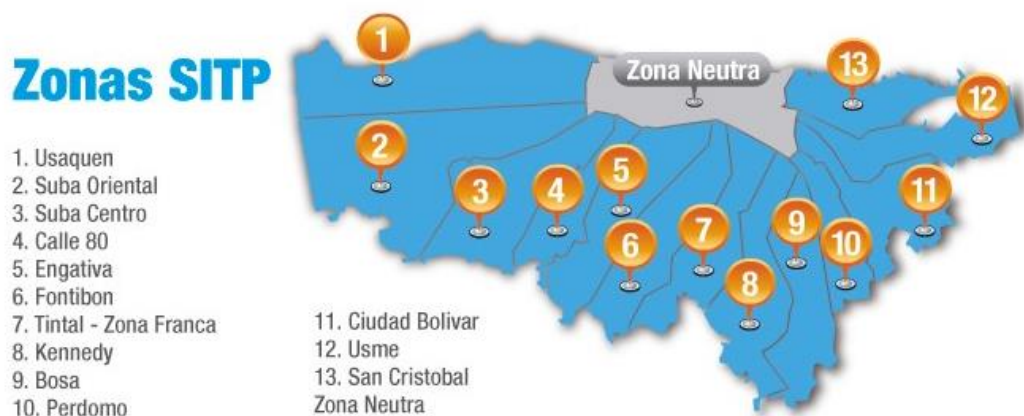 Zonas SITP
1. Usaquen
2. Suba Oriental
3. Suba Centro
4. Calle 80
5. Engativa
6. Fontibon
7. Tintal - Zona Franca
8. Kennedy
9. Bosa
10. Perdomo
11. Ciudad Bolivar
12. Usme
13. San Cristobal
Zona Neutra
1
Zona Neutra
13
12
2
3
4
5
6
7
8
9
10
11